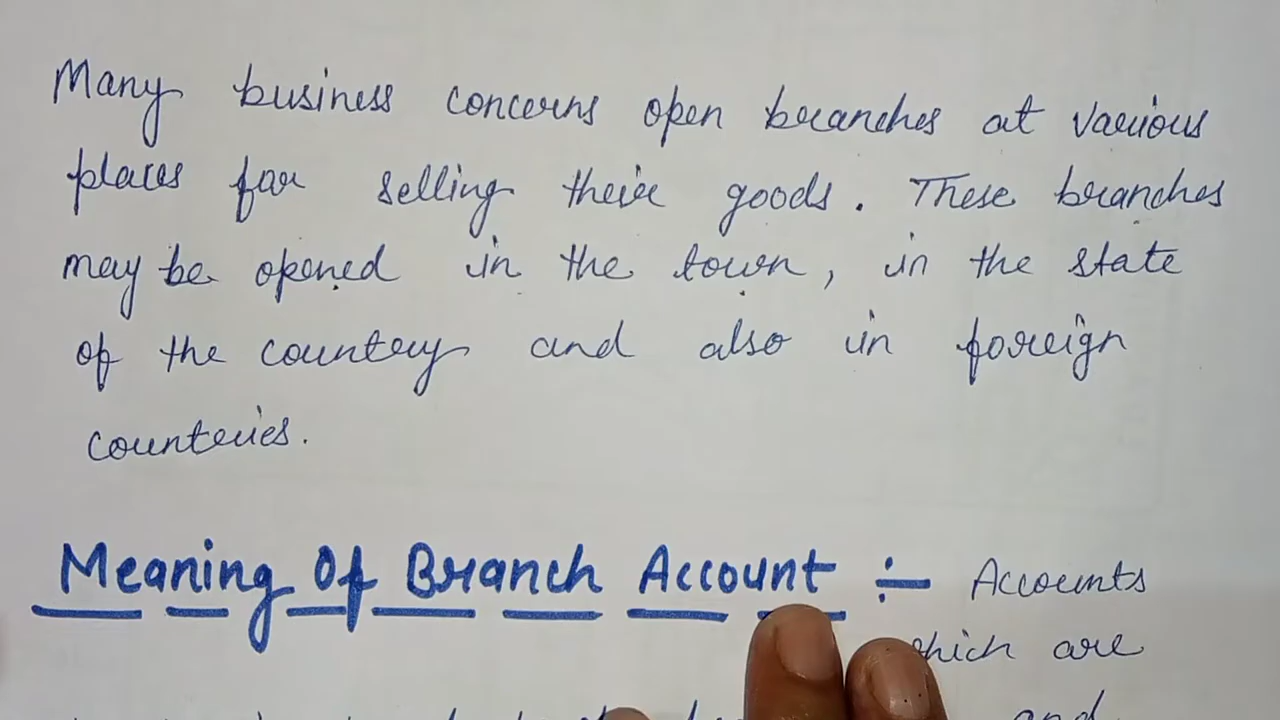 Many business concerns open branches at various
places for selling their goods. These branches
may be opened in the town, in the state
of the country and also in foreign
countries.
Meaning Of Branch Account ÷ Accounts
which are
and